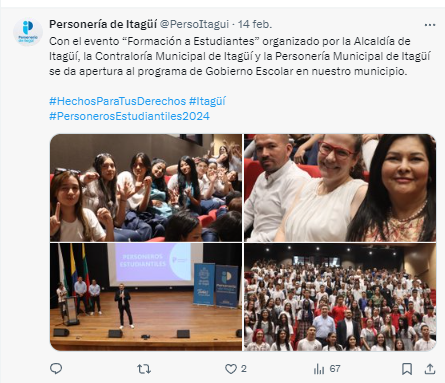 Personería de Itagüí @PersoItagui · 14 feb.
Con el evento “Formación a Estudiantes” organizado por la Alcaldía de
Itagüí, la Contraloría Municipal de Itagüí y la Personería Municipal de Itagüí
se da apertura al programa de Gobierno Escolar en nuestro municipio.
#HechosParaTusDerechos #Itagüí
#PersonerosEstudiantiles2024
PERSONEROS
ESTUDIANTILES
2
67